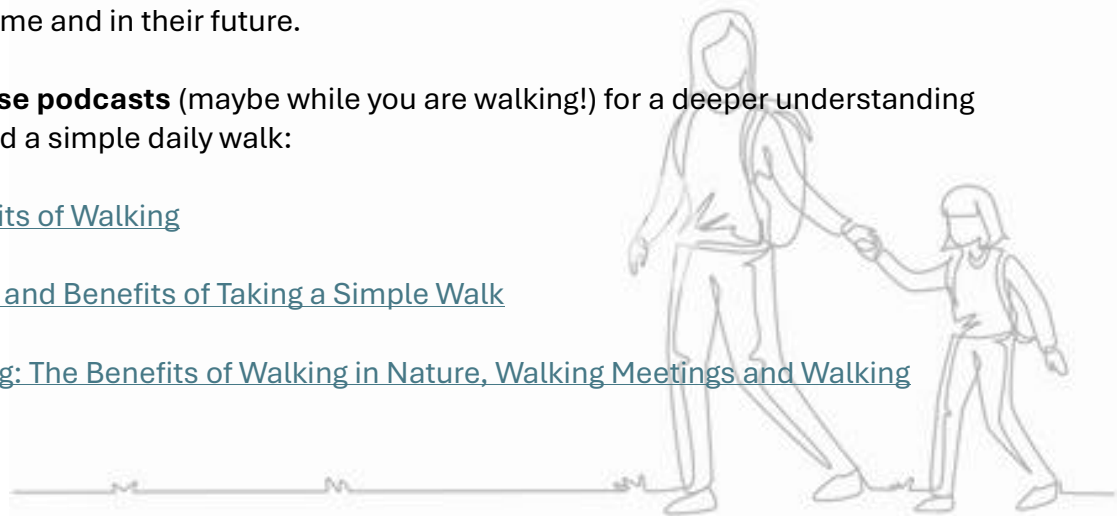 me and in their future.
se podcasts (maybe while you are walking!) for a deeper understanding
d a simple daily walk:
its of Walking
and Benefits of Taking a Simple Walk
g: The Benefits of Walking in Nature, Walking Meetings and Walking